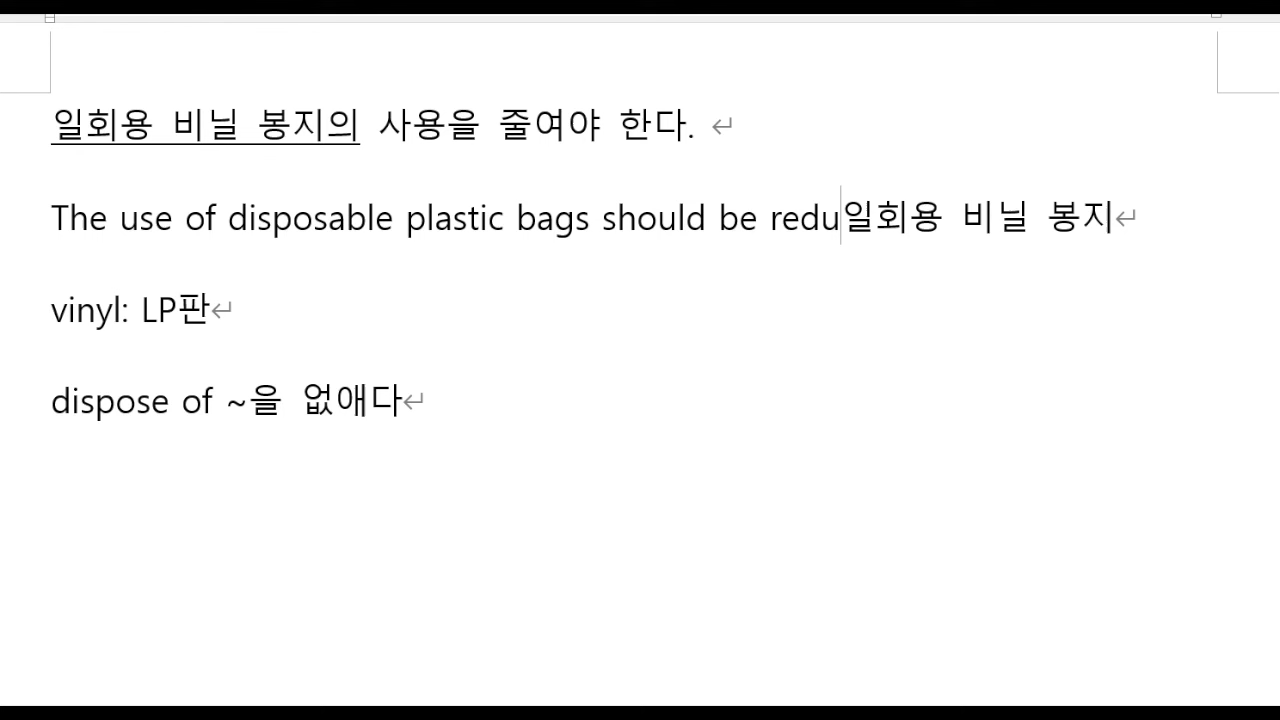 일회용 비닐 봉지의 사용을 줄여야 한다.
The use of disposable plastic bags should be redu일회용 비닐 봉지
vinyl: LP판
dispose of ~을 없애다